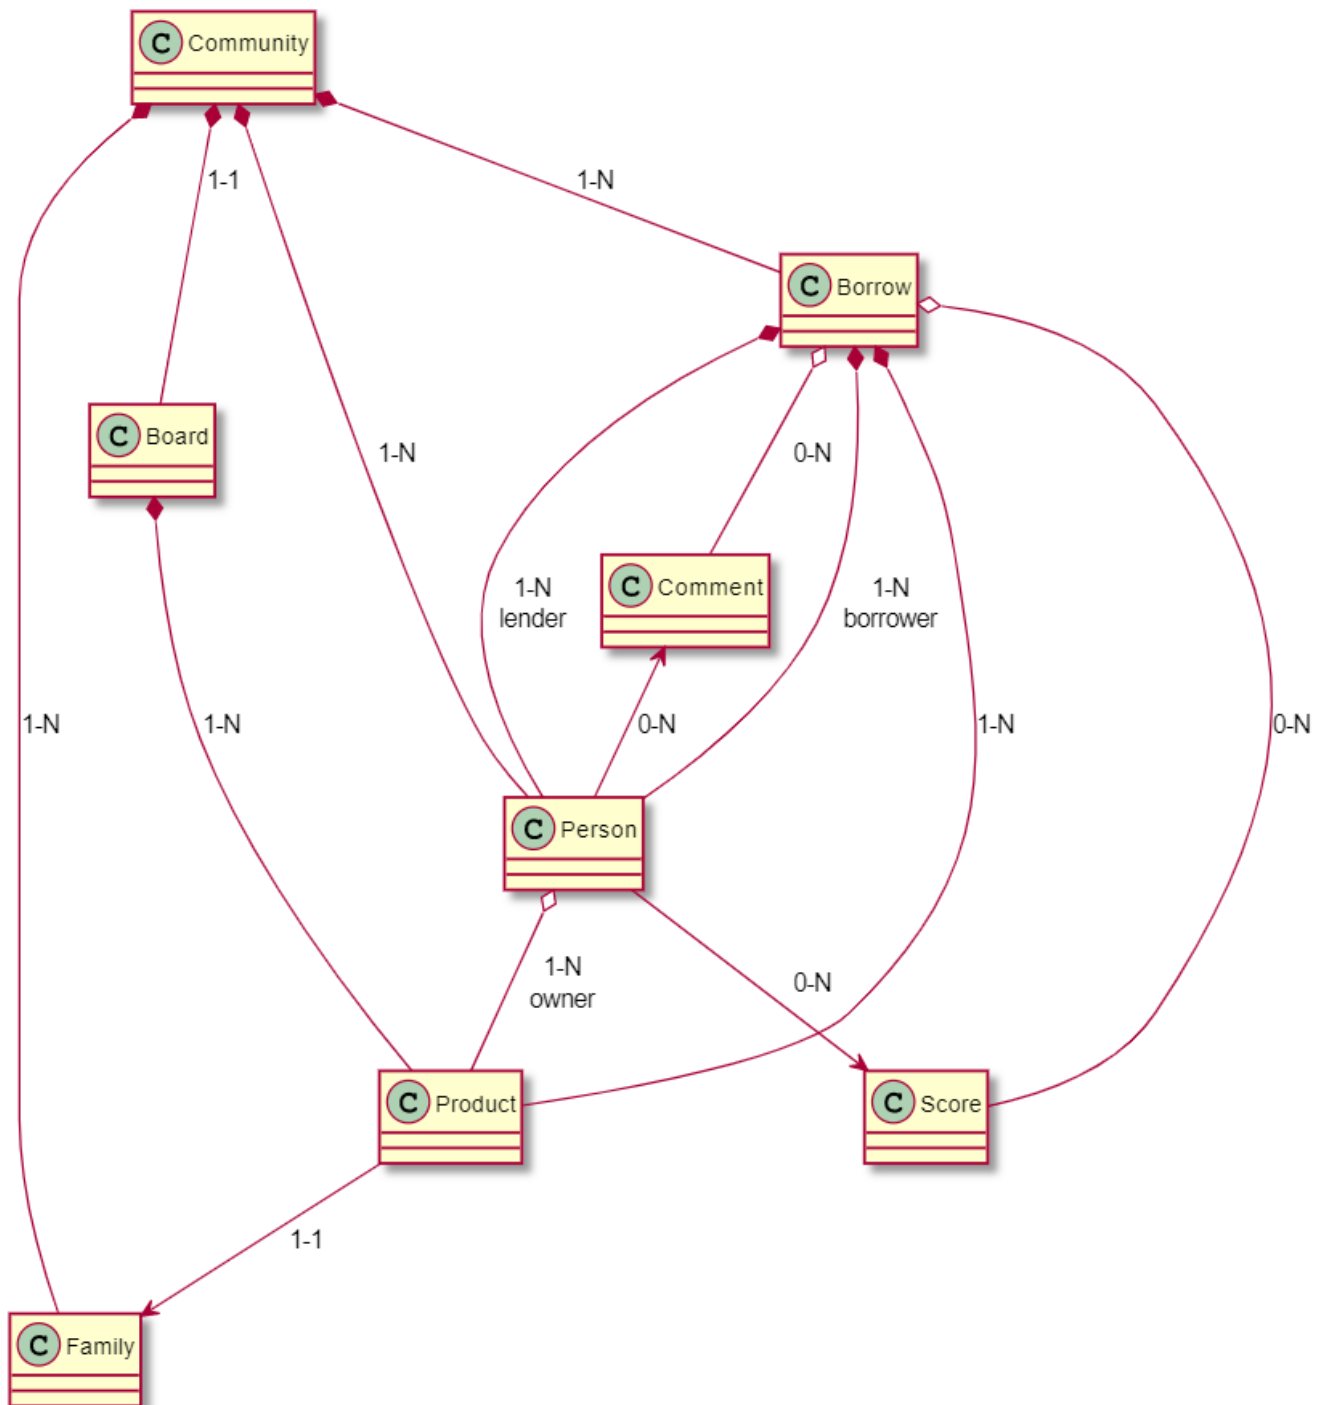 C Community
1-1
1-N
C Borrow
C Board
1-N
0-N
1-N
lender
C Comment
1-N
borrower
1-N
1-N
0-N
1-N
0-N
C Person
1-N
owner
0-N
C Product
C Score
1-1
C Family